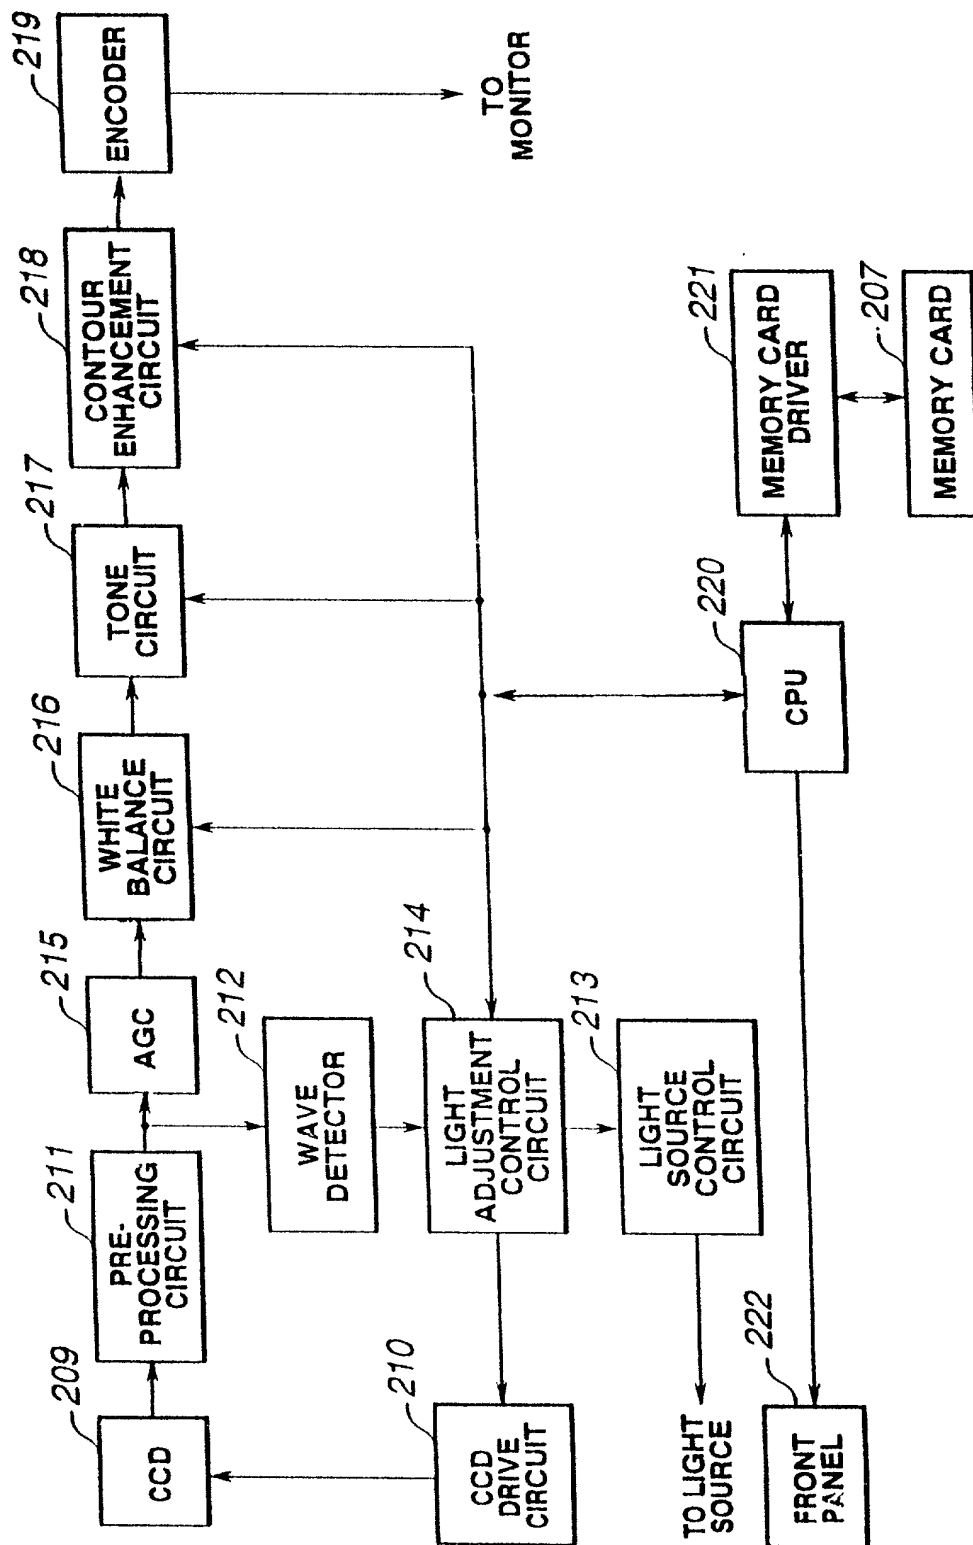 209
CCD
211
PRE-
PROCESSING
CIRCUIT
215
AGC
216
WHITE
BALANCE
CIRCUIT
217
TONE
CIRCUIT
218
CONTOUR
ENHANCEMENT
CIRCUIT
219
ENCODER
TO
MONITOR
212
WAVE
DETECTOR
210
CCD
DRIVE
CIRCUIT
214
LIGHT
ADJUSTMENT
CONTROL
CIRCUIT
213
LIGHT
SOURCE
CONTROL
CIRCUIT
TO LIGHT
SOURCE
222
FRONT
PANEL
220
CPU
221
MEMORY CARD
DRIVER
207
MEMORY CARD